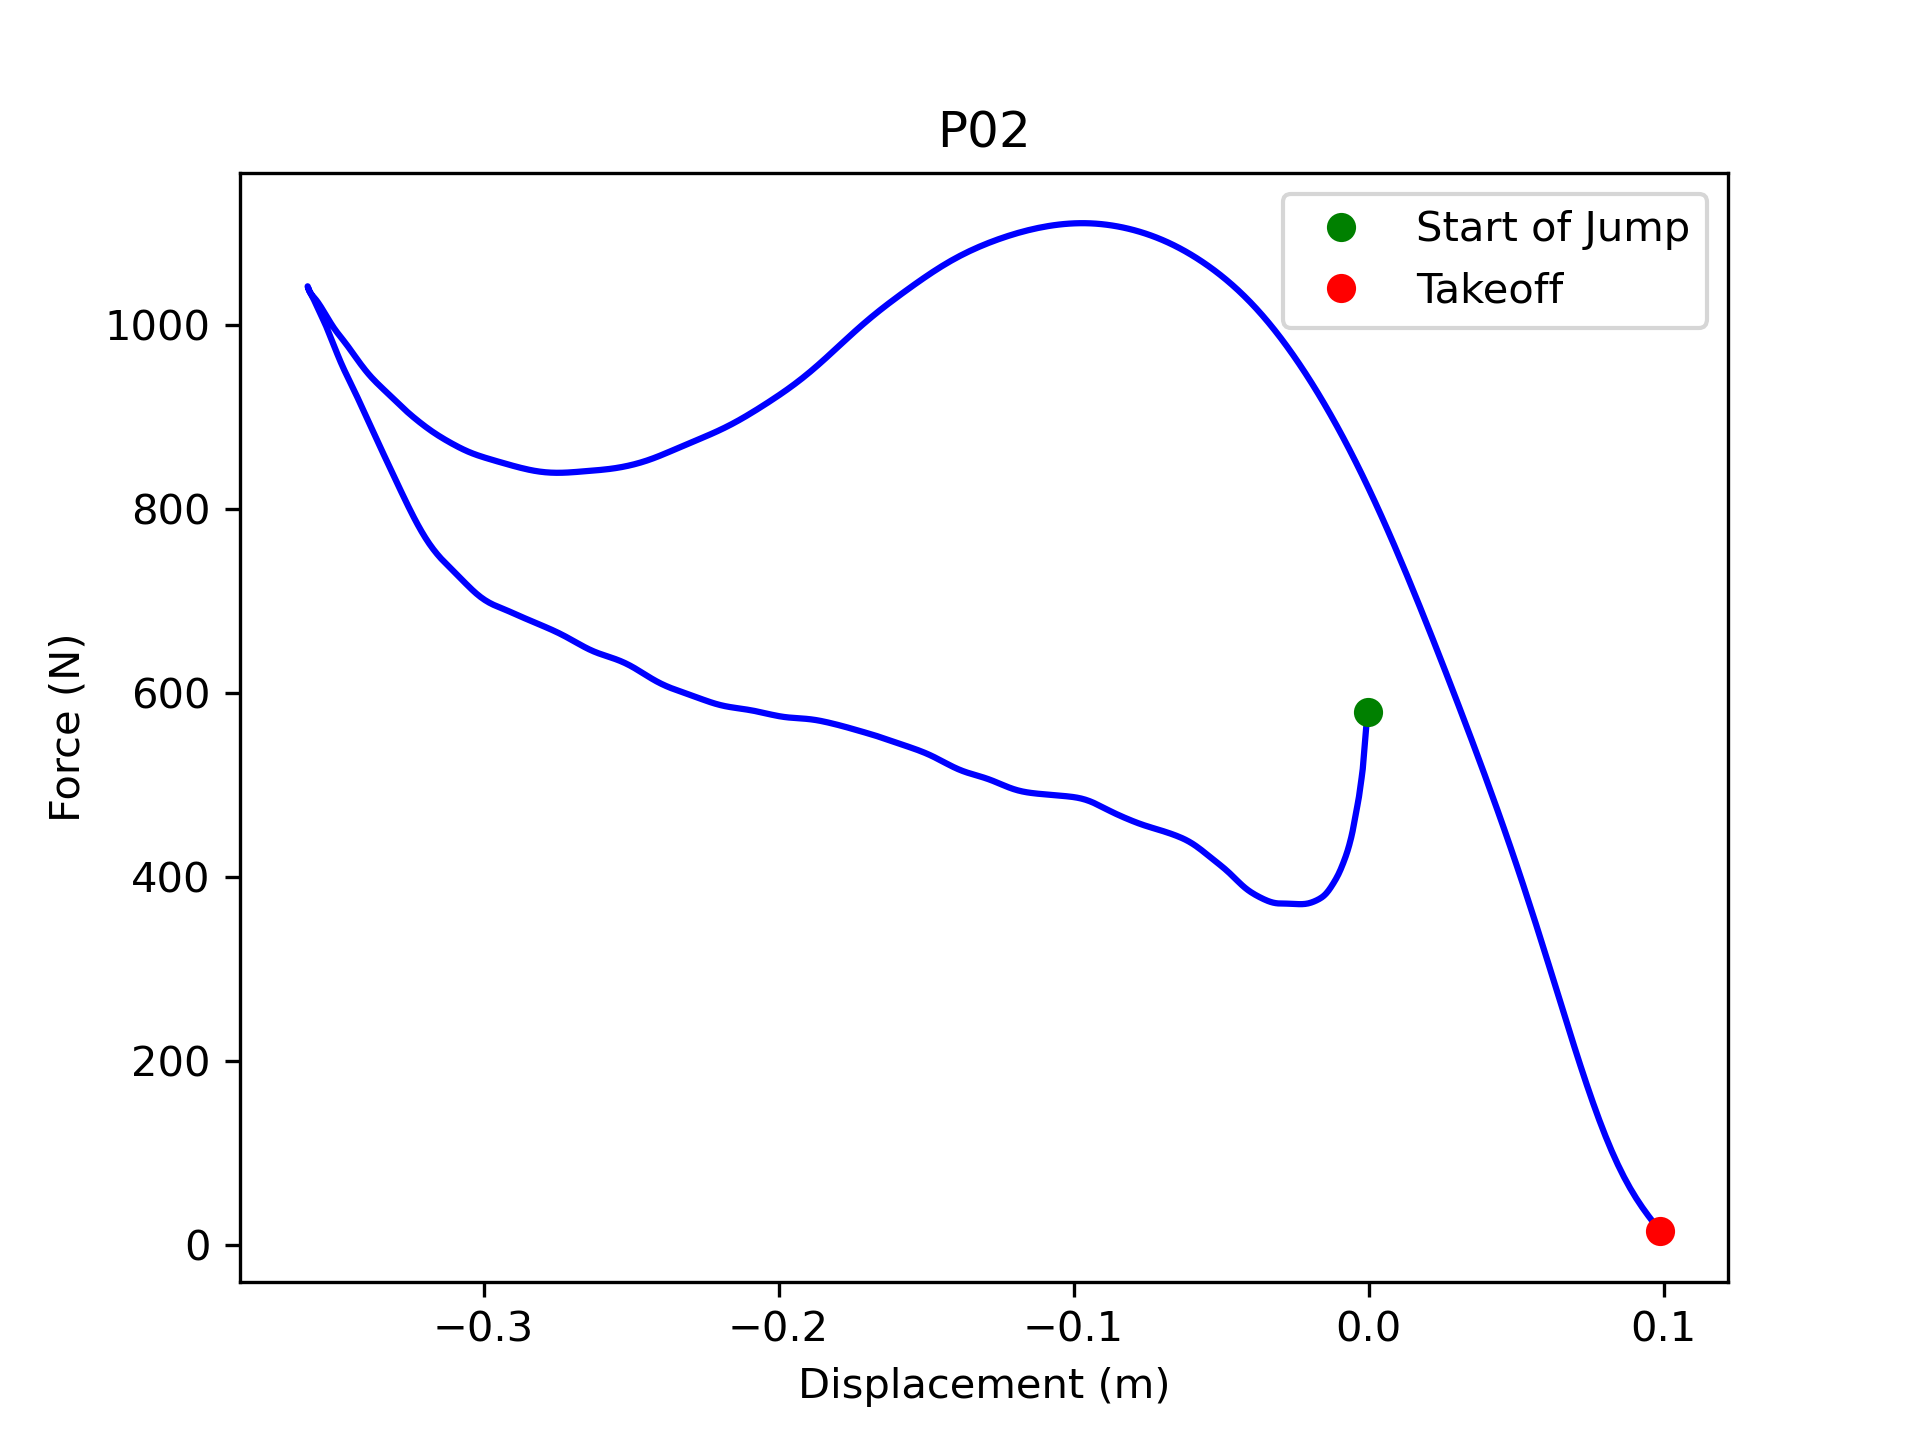 P02
Start of Jump
Takeoff
1000
800
600
400
200
0
Force (N)
−0.3
−0.2
−0.1
0.0
0.1
Displacement (m)